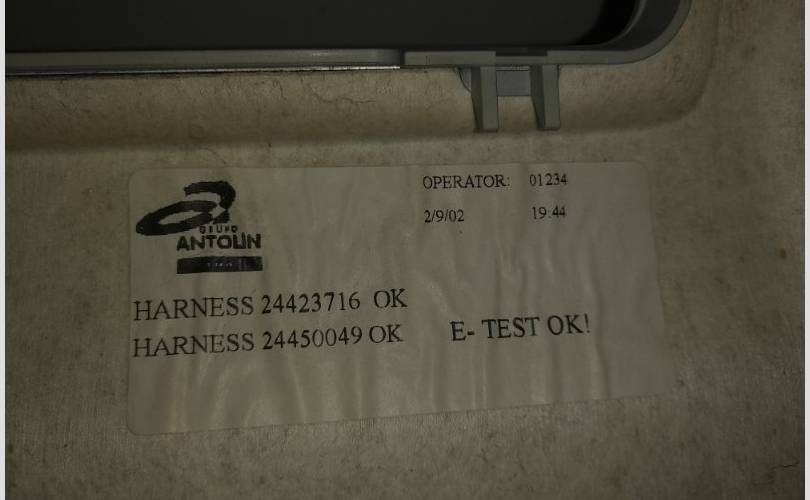 OPERATOR: 01234
2/9/02 19:44
GRUPO
ANTOLIN
HARNESS 24423716 OK
HARNESS 24450049 OK E- TEST OK!